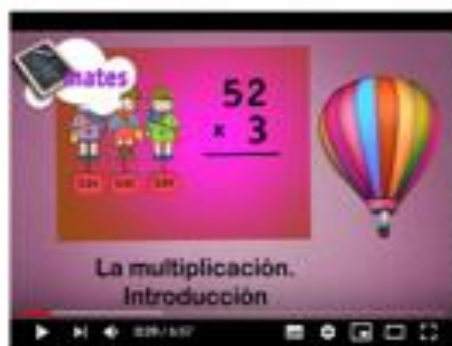 mates
52
x 3
La multiplicación.
Introducción